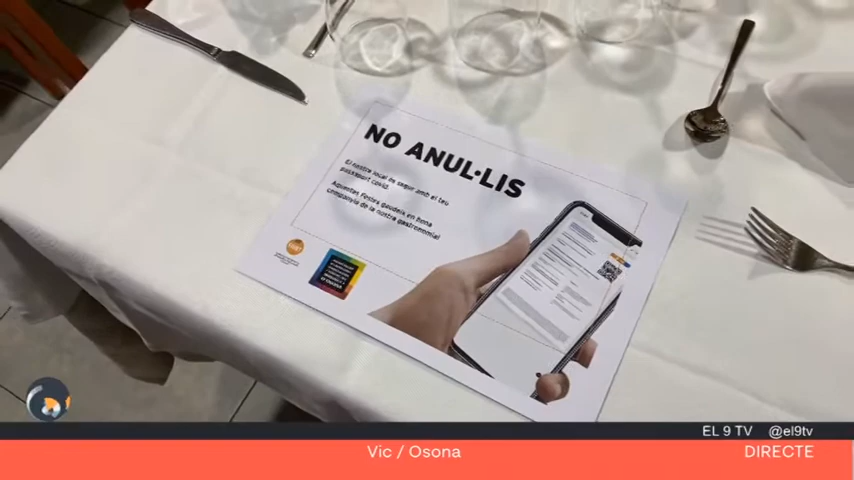 NO ANUL·LIS
El nostre local és segur amb el teu
passaport covid.
Aquestes Festes gaudeix en bona
companyia de la nostra gastronomia!
EL 9 TV @el9tv
Vic / Osona
DIRECTE